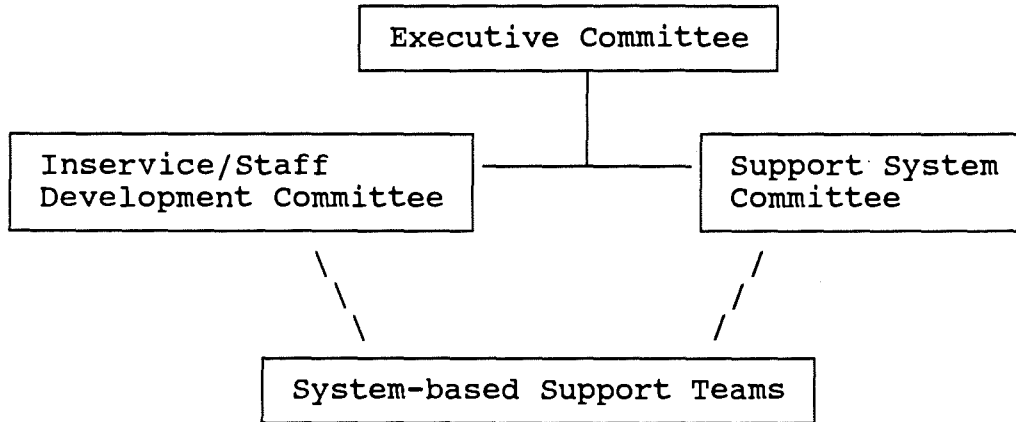 Executive Committee
Inservice/Staff
Development Committee
Support System
Committee
System-based Support Teams